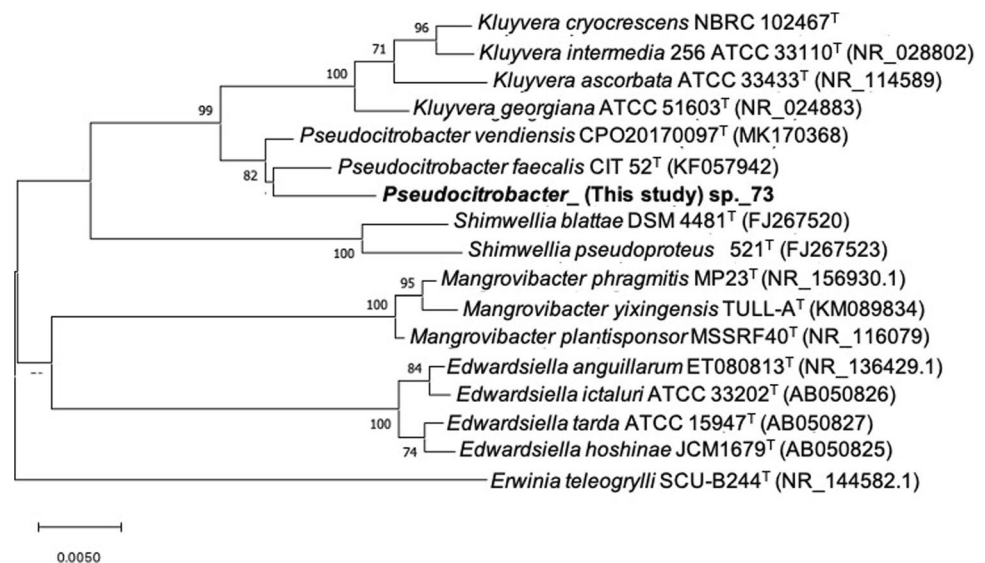 96
Kluyvera cryocrescens NBRC 102467ᵀ
71
Kluyvera intermedia 256 ATCC 33110ᵀ (NR_028802)
100
Kluyvera ascorbata ATCC 33433ᵀ (NR_114589)
99
Kluyvera georgiana ATCC 51603ᵀ (NR_024883)
Pseudocitrobacter vendiensis CPO20170097ᵀ (MK170368)
82
Pseudocitrobacter faecalis CIT 52ᵀ (KF057942)
Pseudocitrobacter_ (This study) sp._73
Shimwellia blattae DSM 4481ᵀ (FJ267520)
100
Shimwellia pseudoproteus 521ᵀ (FJ267523)
95
Mangrovibacter phragmitis MP23ᵀ (NR_156930.1)
100
Mangrovibacter yixingensis TULL-Aᵀ (KM089834)
Mangrovibacter plantisponsor MSSRF40ᵀ (NR_116079)
--
84
Edwardsiella anguillarum ET080813ᵀ (NR_136429.1)
Edwardsiella ictaluri ATCC 33202ᵀ (AB050826)
100
Edwardsiella tarda ATCC 15947ᵀ (AB050827)
74
Edwardsiella hoshinae JCM1679ᵀ (AB050825)
Erwinia teleogrylli SCU-B244ᵀ (NR_144582.1)
0.0050